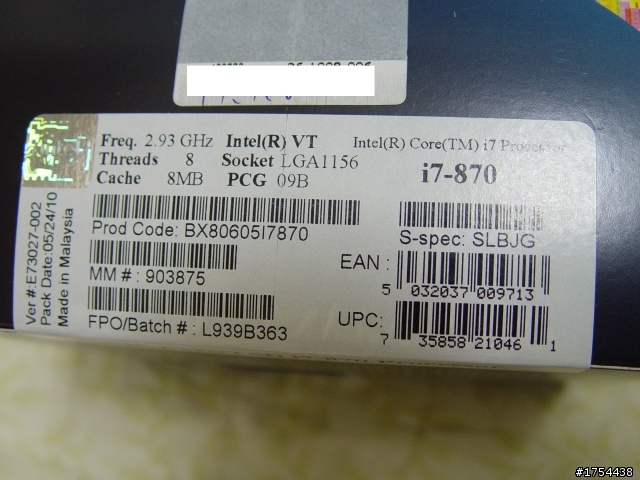 Freq. 2.93 GHz Intel(R) VT Intel(R) Core(TM) i7 Processor
Threads 8 Socket LGA1156
Cache 8MB PCG 09B i7-870
Prod Code: BX80605I7870
S-spec: SLBJG
MM # : 903875
EAN :
5 032037 009713
FPO/Batch # : L939B363
UPC:
7 35858 21046 1
Ver #:E73027-002
Pack Date:05/24/10
Made in Malaysia
#1754438